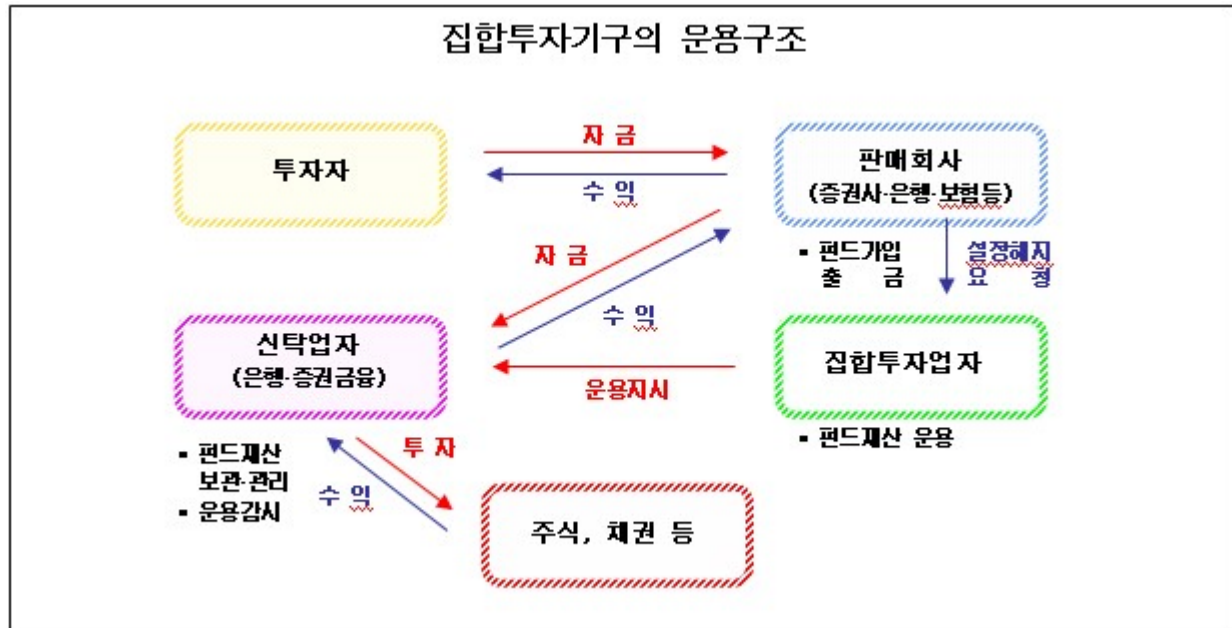 집합투자기구의 운용구조
투자자
자 금
수 익
판매회사
(증권사·은행·보험등)
▪ 펀드가입
출 금
설정해지
요 청
자 금
수 익
신탁업자
(은행·증권금융)
운용지시
집합투자업자
▪ 펀드재산 운용
▪ 펀드재산
보관·관리
▪ 운용감시
투 자
수 익
주식, 채권 등